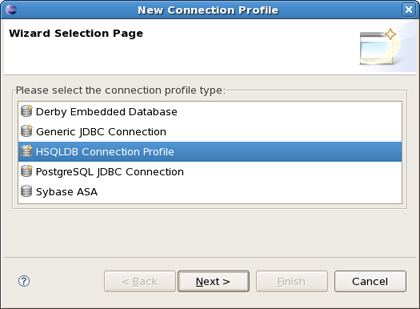 New Connection Profile
Wizard Selection Page
Please select the connection profile type:
Derby Embedded Database
Generic JDBC Connection
HSQLDB Connection Profile
PostgreSQL JDBC Connection
Sybase ASA
?
< Back
Next >
Finish
Cancel